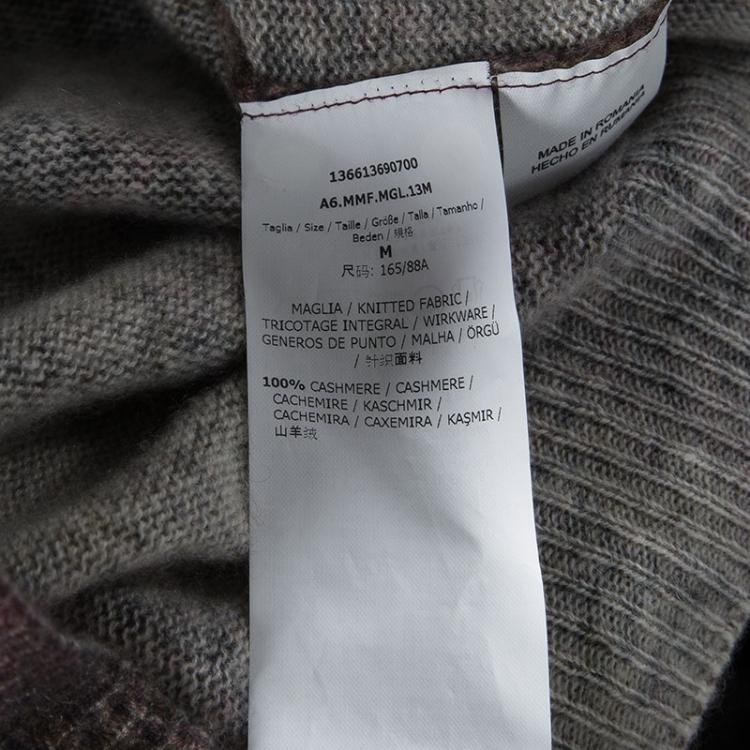 136613690700
A6.MMF.MGL.13M
Taglia / Size / Taille / Größe / Talla / Tamanho /
Beden / 規格
M
尺码: 165/88A
MAGLIA / KNITTED FABRIC /
TRICOTAGE INTEGRAL / WIRKWARE /
GENEROS DE PUNTO / MALHA / ÖRGÜ
/ 针织面料
100% CASHMERE / CASHMERE /
CACHEMIRE / KASCHMIR /
CACHEMIRA / CAXEMIRA / KAŞMIR /
山羊绒
MADE IN ROMANIA
HECHO EN RUMANIA